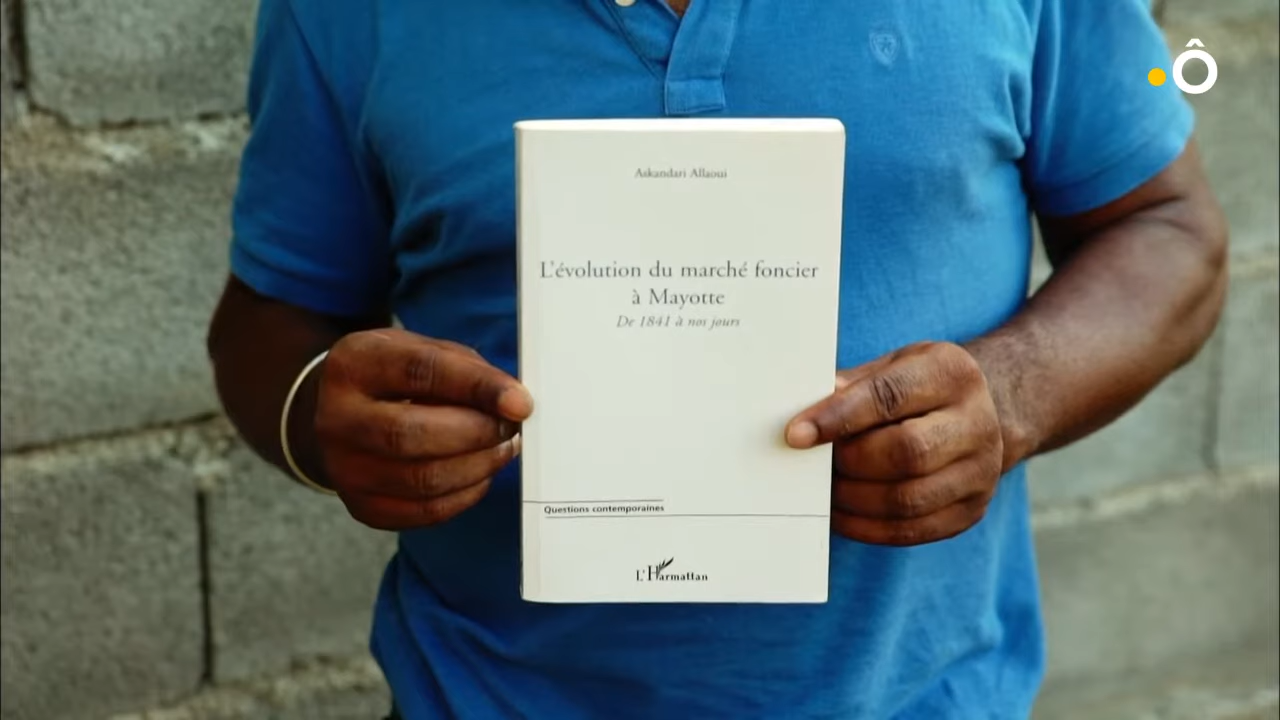 Ô
Askandari Allaoui
L'évolution du marché foncier
à Mayotte
De 1841 à nos jours
Questions contemporaines
L'Harmattan